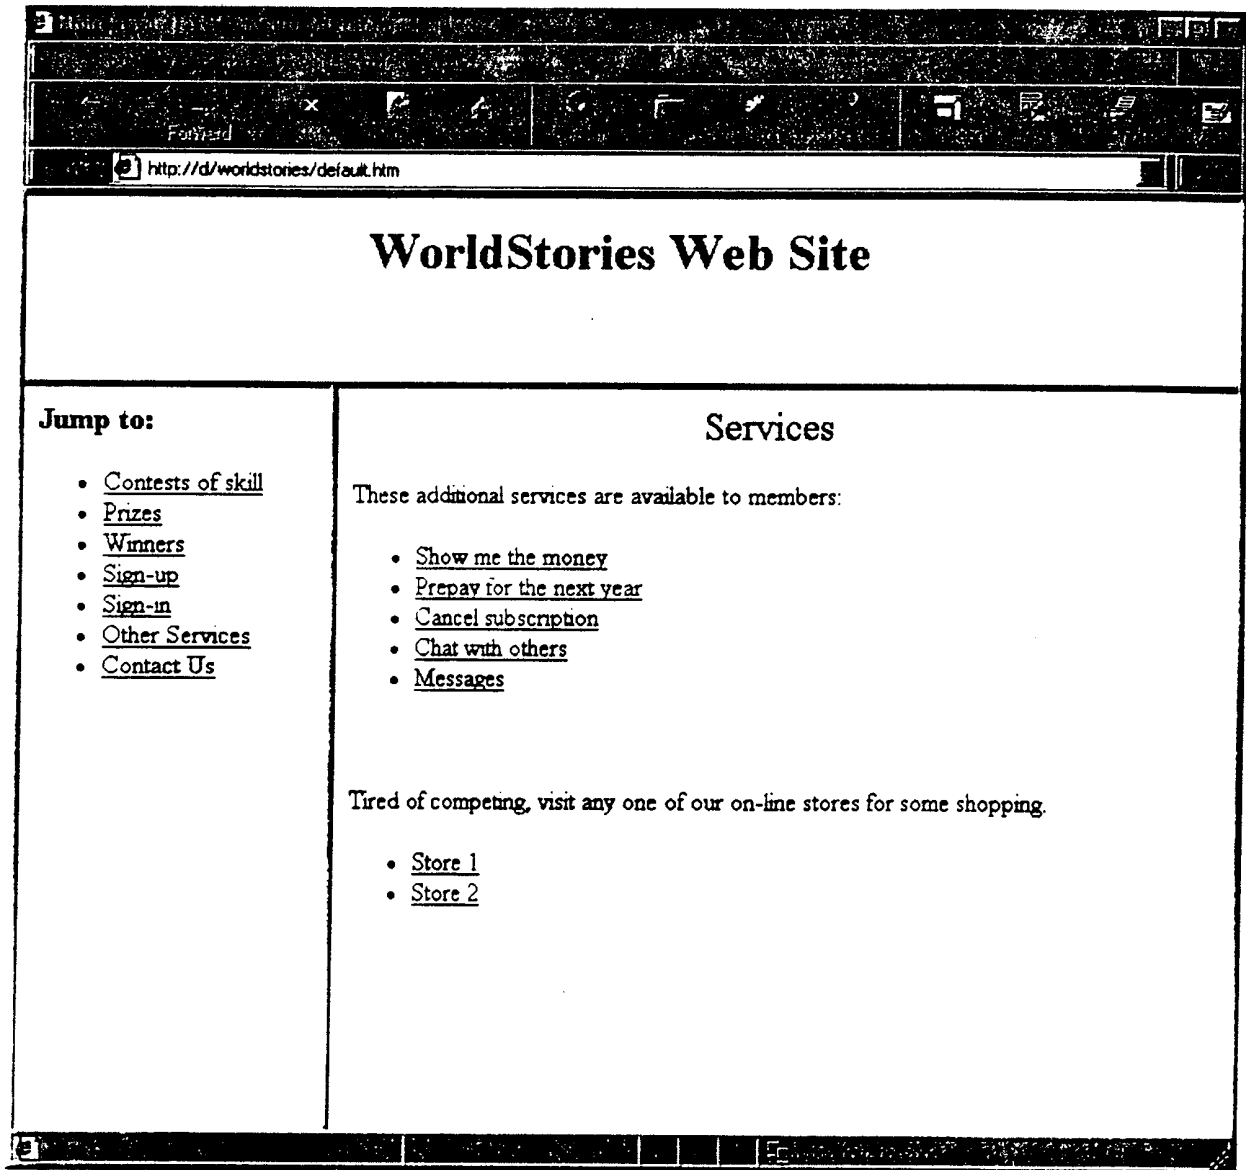 Forward
http://d/worldstories/default.htm
WorldStories Web Site
Jump to:
Contests of skill
Prizes
Winners
Sign-up
Sign-in
Other Services
Contact Us
Services
These additional services are available to members:
Show me the money
Prepay for the next year
Cancel subscription
Chat with others
Messages
Tired of competing, visit any one of our on-line stores for some shopping.
Store 1
Store 2